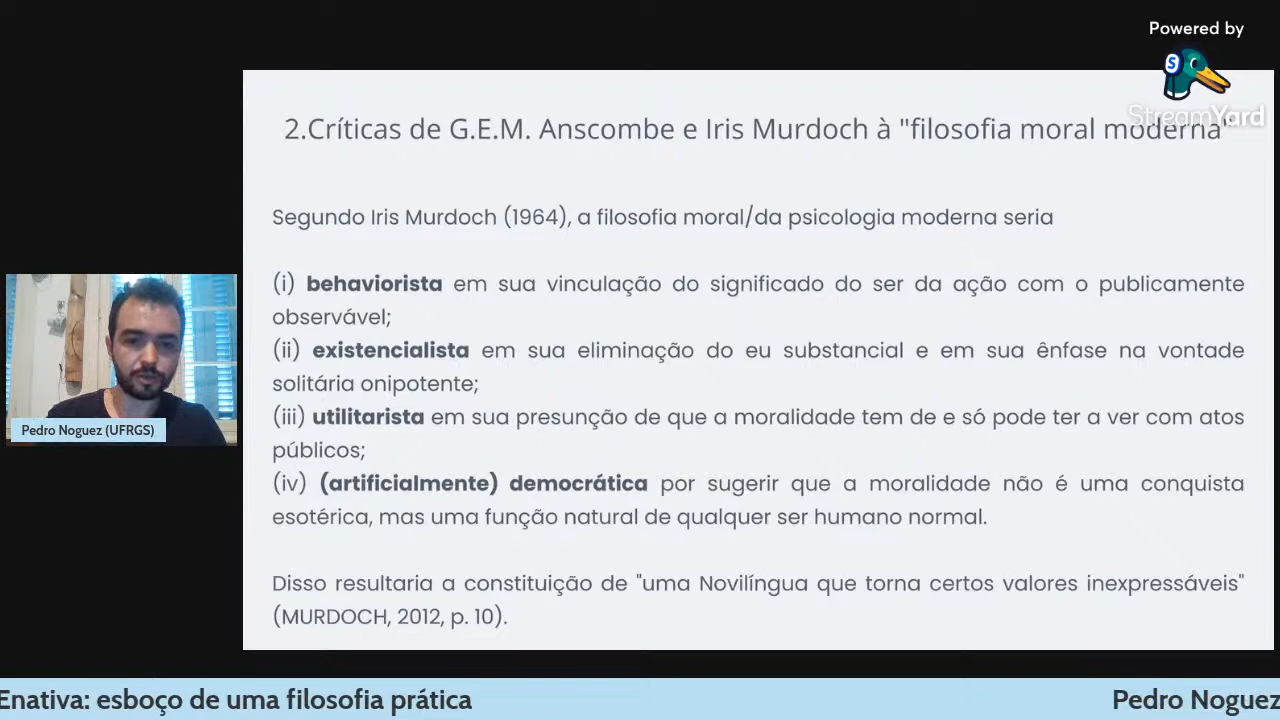 Powered by
StreamYard
2.Críticas de G.E.M. Anscombe e Iris Murdoch à "filosofia moral moderna"
Segundo Iris Murdoch (1964), a filosofia moral/da psicologia moderna seria
(i) behaviorista em sua vinculação do significado do ser da ação com o publicamente
observável;
(ii) existencialista em sua eliminação do eu substancial e em sua ênfase na vontade
solitária onipotente;
(iii) utilitarista em sua presunção de que a moralidade tem de e só pode ter a ver com atos
públicos;
(iv) (artificialmente) democrática por sugerir que a moralidade não é uma conquista
esotérica, mas uma função natural de qualquer ser humano normal.
Disso resultaria a constituição de "uma Novilíngua que torna certos valores inexpressáveis"
(MURDOCH, 2012, p. 10).
Pedro Noguez (UFRGS)
Enativa: esboço de uma filosofia prática
Pedro Noguez